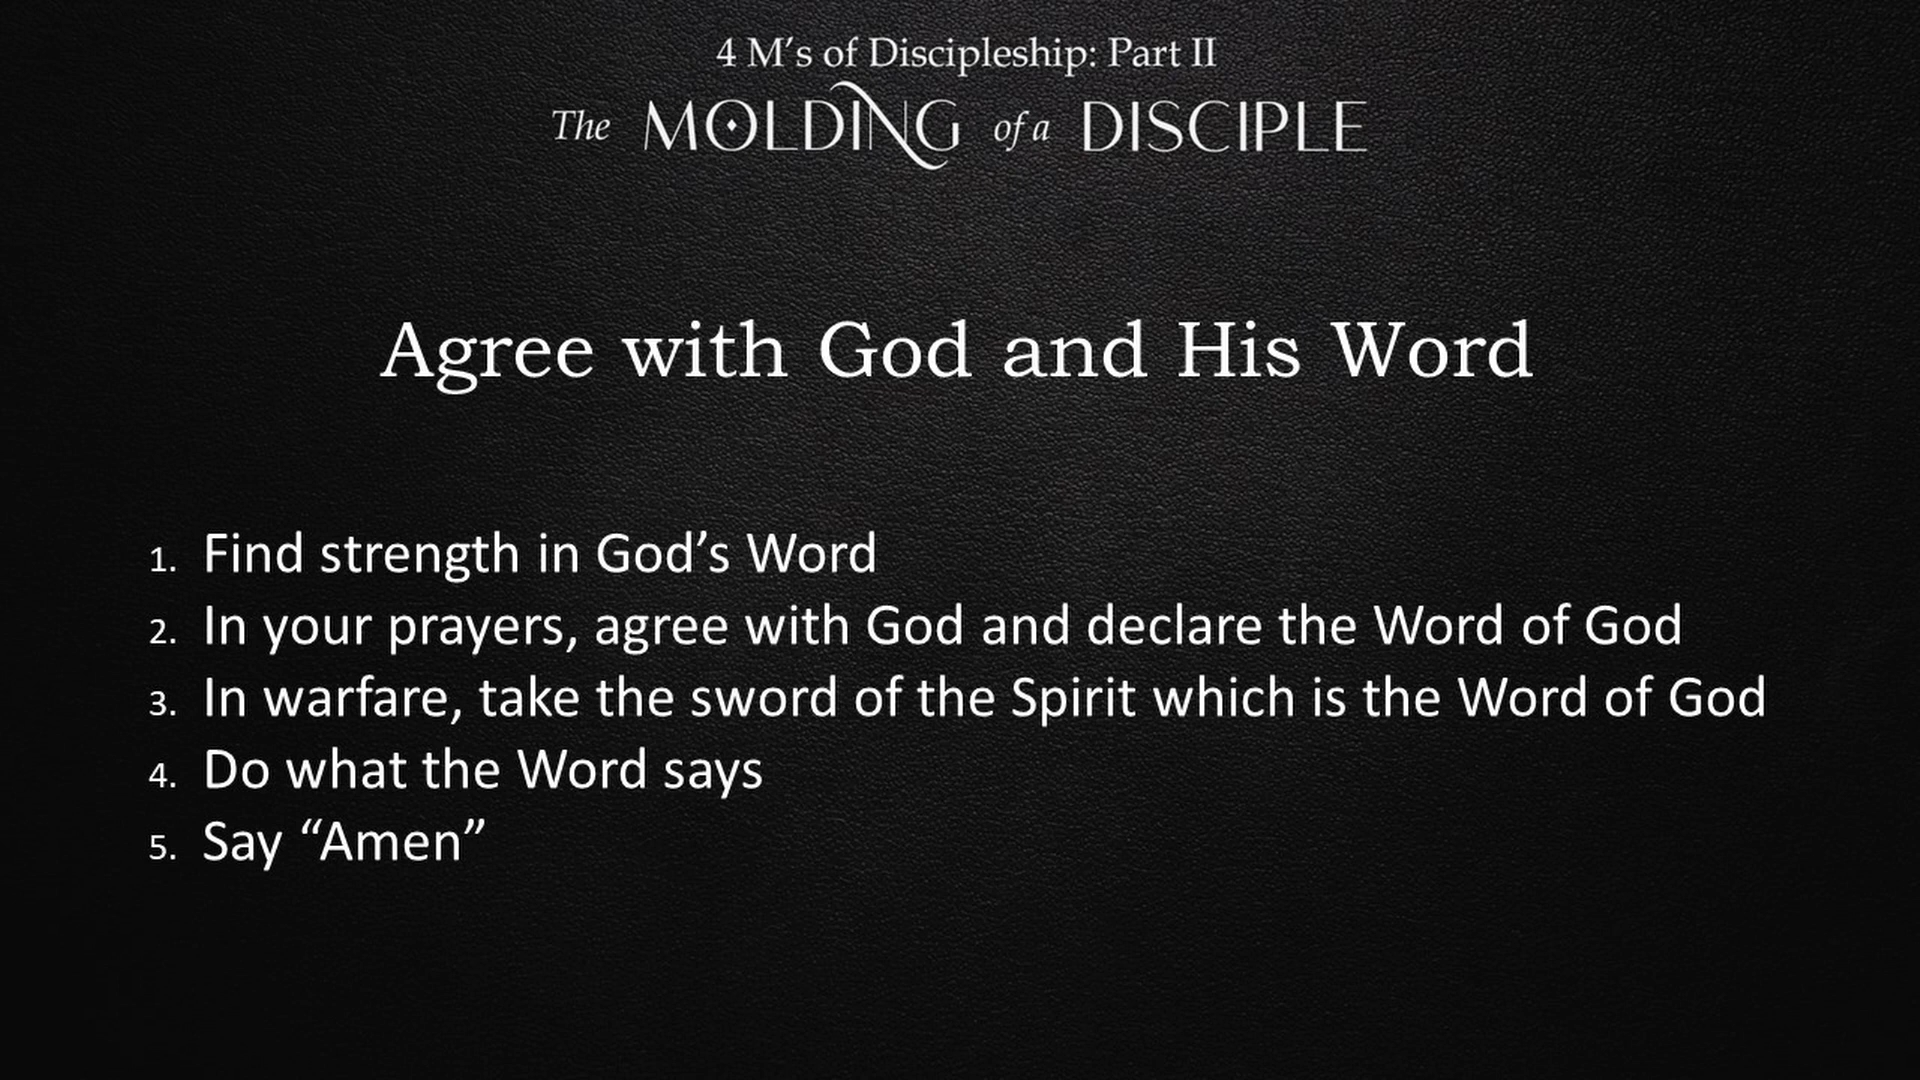 4 M’s of Discipleship: Part II
The MOLDING of a DISCIPLE
Agree with God and His Word
1. Find strength in God’s Word
2. In your prayers, agree with God and declare the Word of God
3. In warfare, take the sword of the Spirit which is the Word of God
4. Do what the Word says
5. Say “Amen”